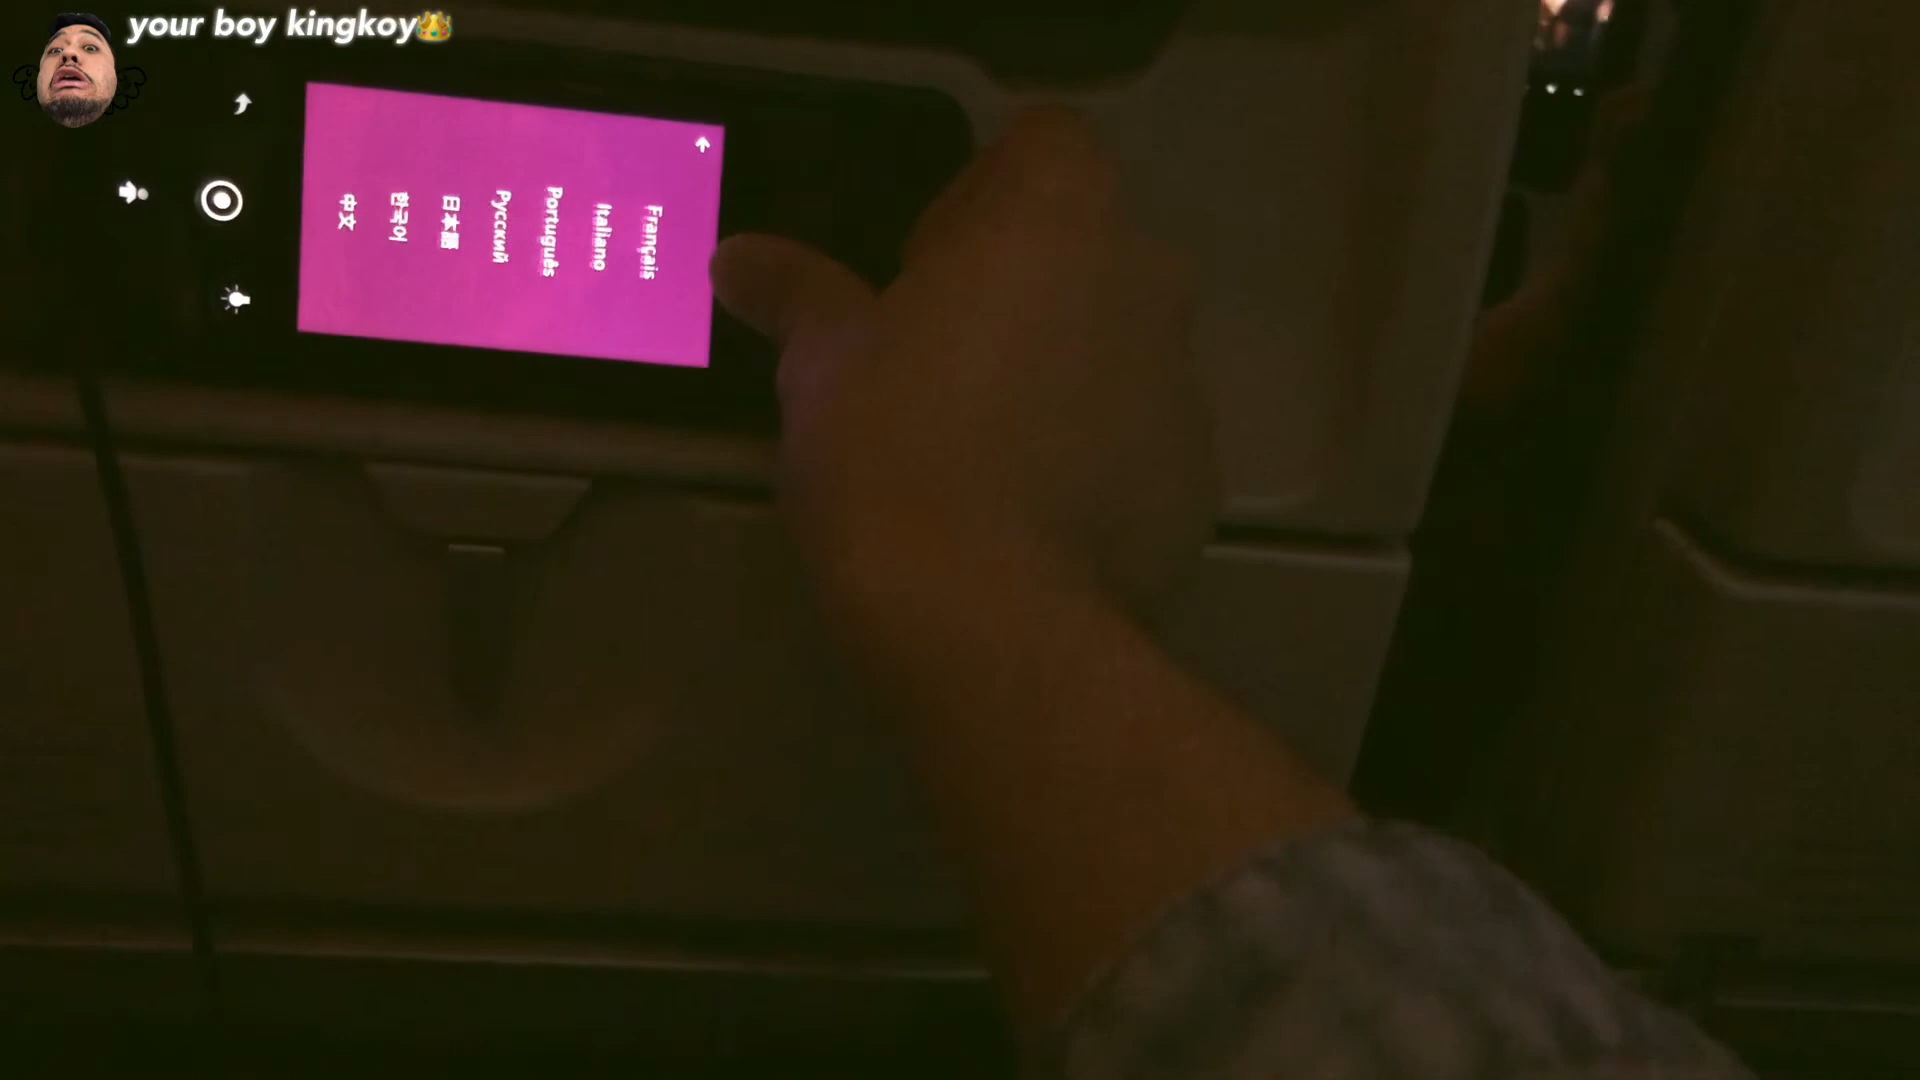 your boy kingkoy👑
Français
Italiano
Português
Русский
日本語
한국어
中文